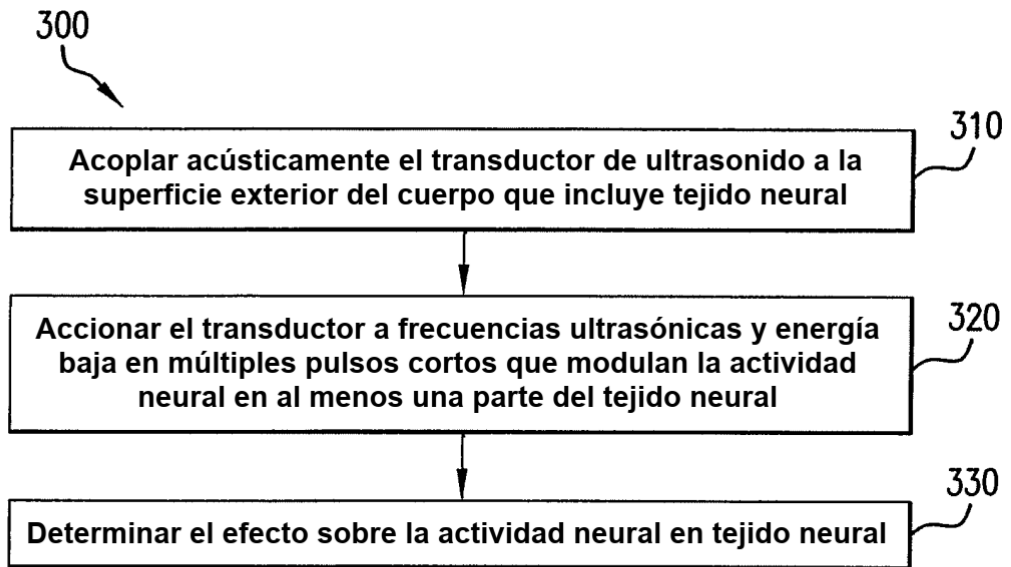 300
310
Acoplar acústicamente el transductor de ultrasonido a la
superficie exterior del cuerpo que incluye tejido neural
320
Accionar el transductor a frecuencias ultrasónicas y energía
baja en múltiples pulsos cortos que modulan la actividad
neural en al menos una parte del tejido neural
330
Determinar el efecto sobre la actividad neural en tejido neural